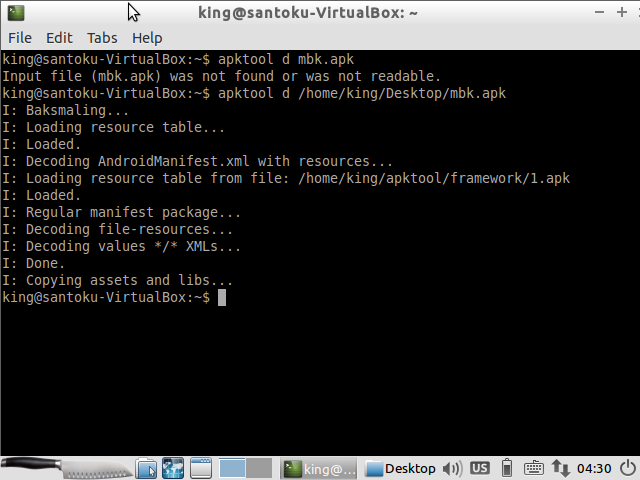 king@santoku-VirtualBox: ~
File Edit Tabs Help
king@santoku-VirtualBox:~$ apktool d mbk.apk
Input file (mbk.apk) was not found or was not readable.
king@santoku-VirtualBox:~$ apktool d /home/king/Desktop/mbk.apk
I: Baksmaling...
I: Loading resource table...
I: Loaded.
I: Decoding AndroidManifest.xml with resources...
I: Loading resource table from file: /home/king/apktool/framework/1.apk
I: Loaded.
I: Regular manifest package...
I: Decoding file-resources...
I: Decoding values */* XMLs...
I: Done.
I: Copying assets and libs...
king@santoku-VirtualBox:~$
king@... Desktop US 04:30